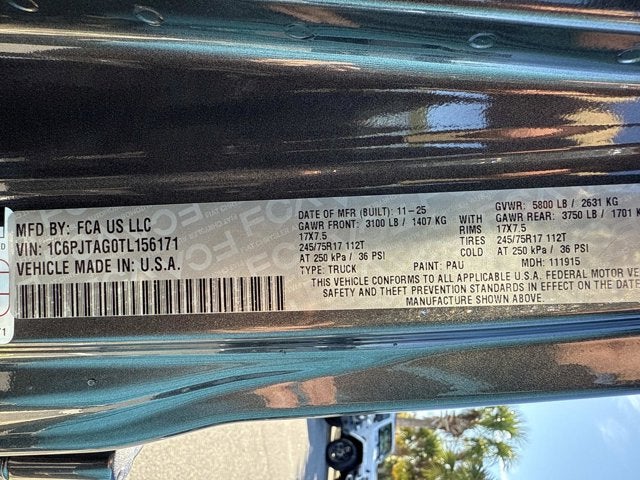 MFD BY: FCA US LLC
VIN: 1C6PJTAG0TL156171
VEHICLE MADE IN: U.S.A.
DATE OF MFR (BUILT): 11-25
GAWR FRONT: 3100 LB / 1407 KG WITH
17X7.5 RIMS
245/75R17 112T TIRES
AT 250 kPa / 36 PSI COLD
TYPE: TRUCK PAINT: PAU
GVWR: 5800 LB / 2631 KG
GAWR REAR: 3750 LB / 1701 K
17X7.5
245/75R17 112T
AT 250 kPa / 36 PSI
MDH: 111915
THIS VEHICLE CONFORMS TO ALL APPLICABLE U.S.A. FEDERAL MOTOR VE
SAFETY AND THEFT PREVENTION STANDARDS IN EFFECT ON THE DATE
MANUFACTURE SHOWN ABOVE.